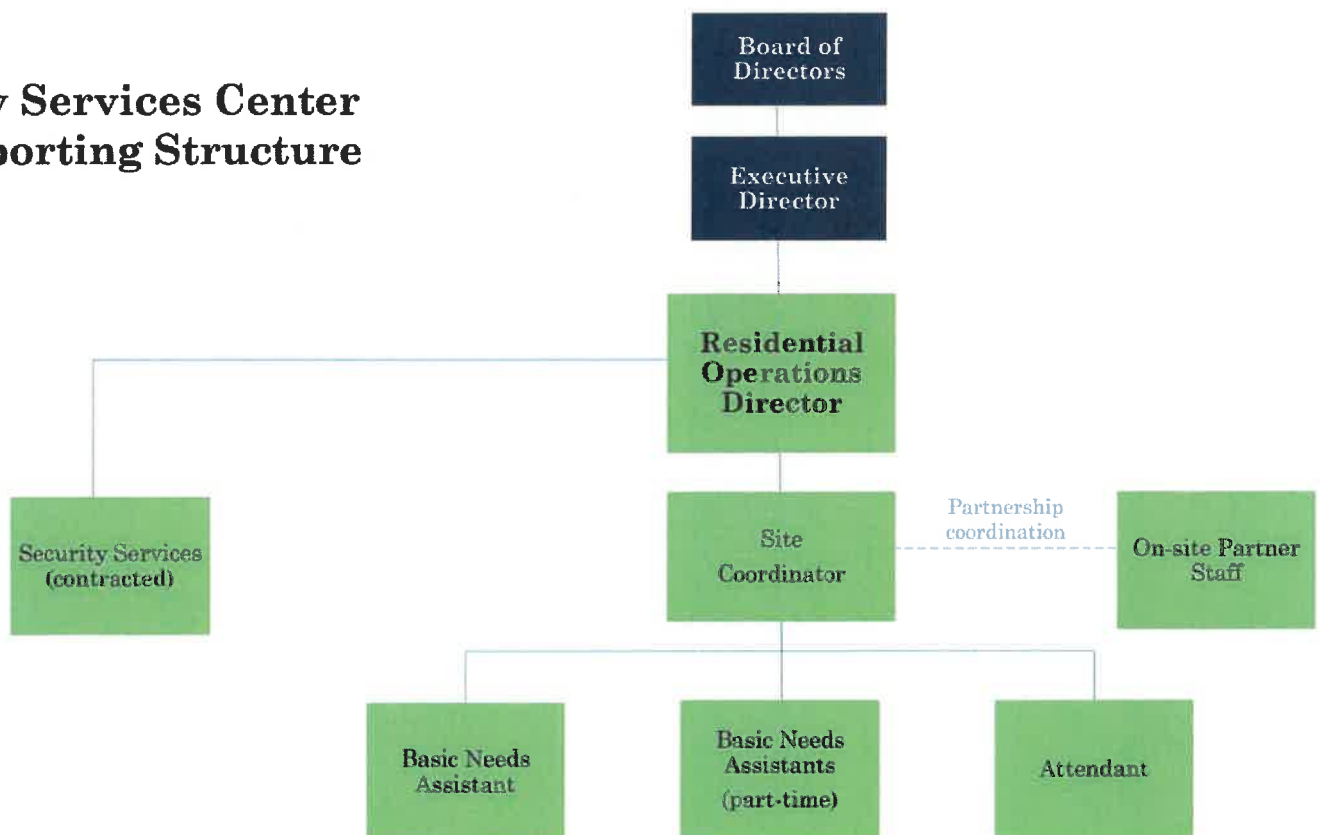 y Services Center
porting Structure
Board of
Directors
Executive
Director
Residential
Operations
Director
Security Services
(contracted)
Site
Coordinator
Partnership
coordination
On-site Partner
Staff
Basic Needs
Assistant
Basic Needs
Assistants
(part-time)
Attendant